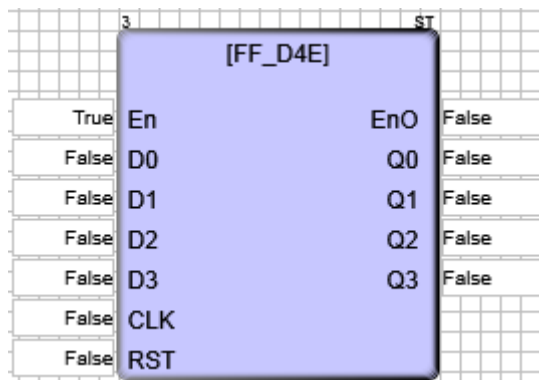 3 ST
[FF_D4E]
True En EnO False
False D0 Q0 False
False D1 Q1 False
False D2 Q2 False
False D3 Q3 False
False CLK
False RST